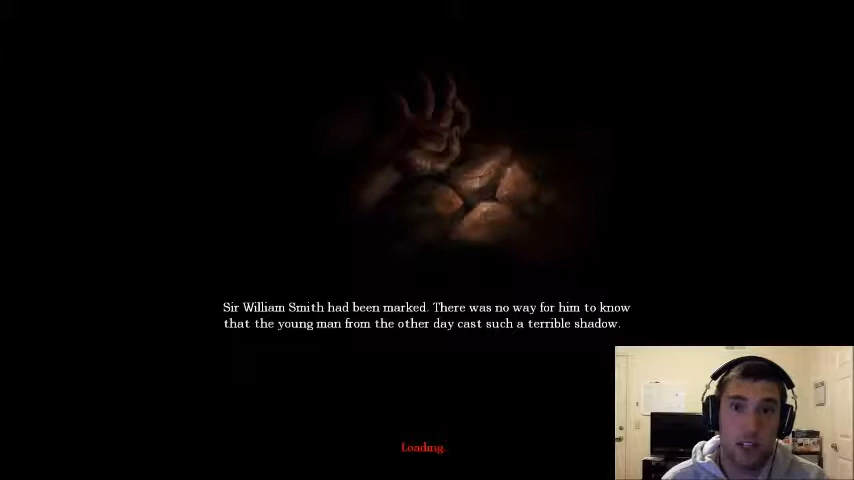 Sir William Smith had been marked. There was no way for him to know
that the young man from the other day cast such a terrible shadow.
Loading.